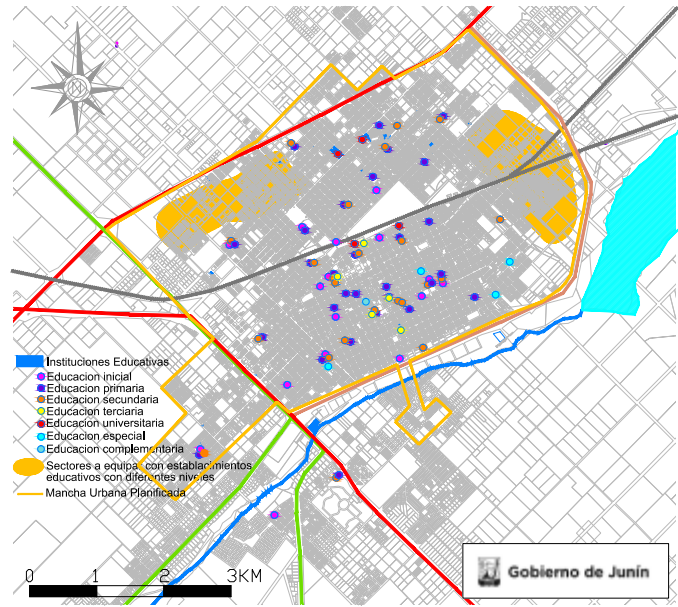 Instituciones Educativas
Educacion inicial
Educacion primaria
Educacion secundaria
Educacion terciaria
Educacion universitaria
Educacion especial
Educacion complementaria
Sectores a equipar con establacimientos
educativos con diferentes niveles
Mancha Urbana Planificada
0 1 2 3KM
Gobierno de Junín